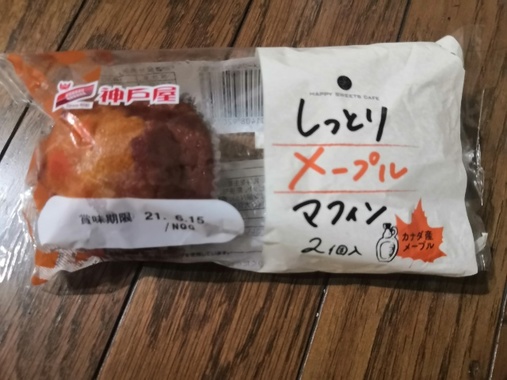 神戸屋
賞味期限 21. 6.15
/NOG
HAPPY SWEETS CAFE
しっとり
メープル
マフィン
2個入
カナダ産
メープル